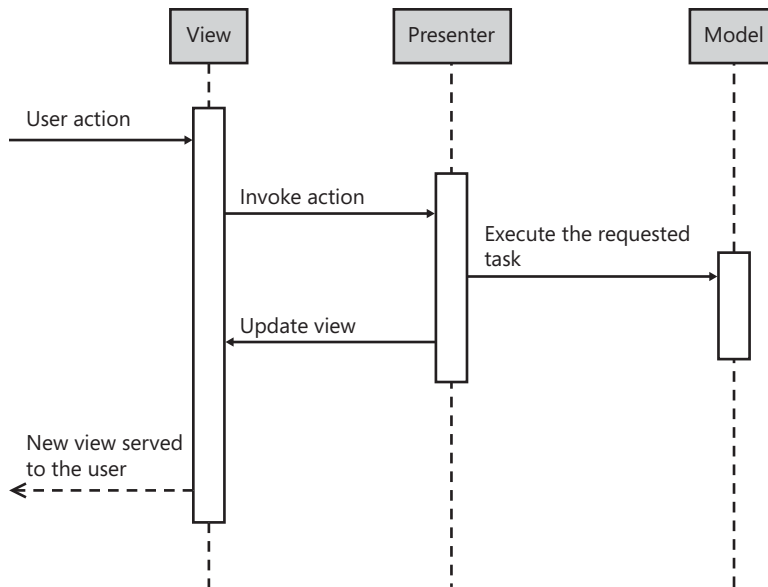 View
Presenter
Model
User action
Invoke action
Execute the requested
task
Update view
New view served
to the user